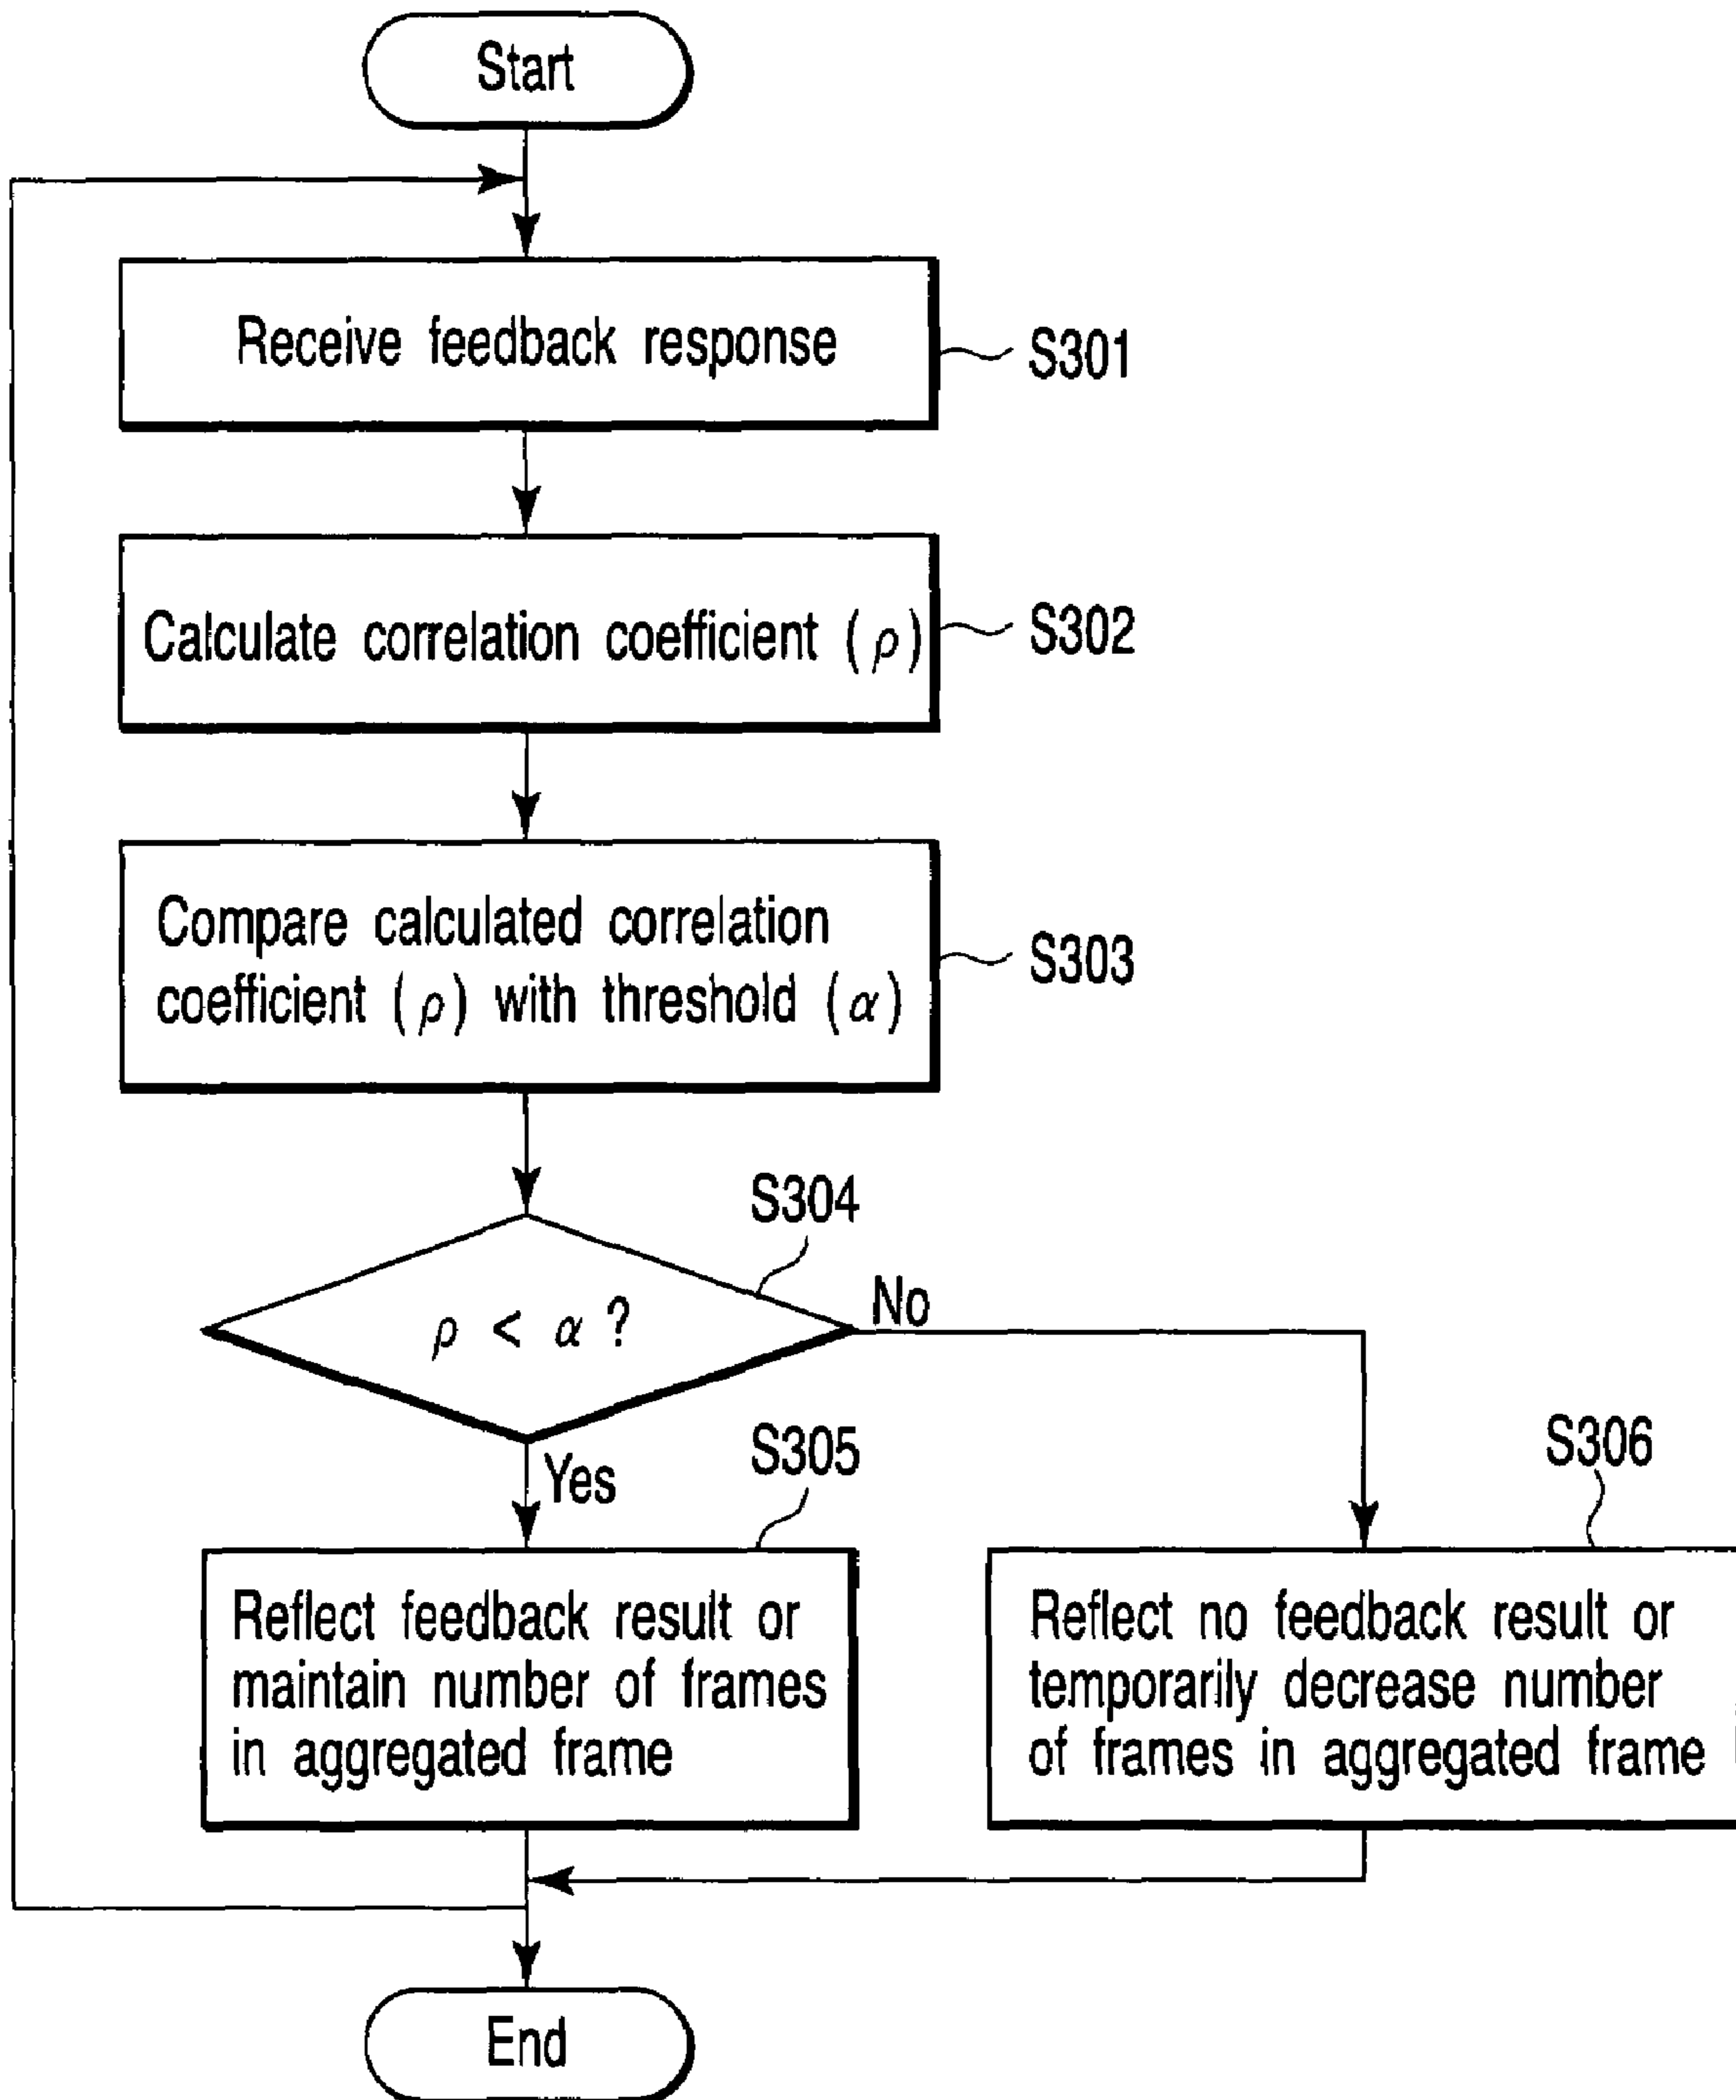 Start
Receive feedback response
S301
Calculate correlation coefficient (ρ)
S302
Compare calculated correlation
coefficient (ρ) with threshold (α)
S303
S304
ρ < α ?
No
Yes
S305
Reflect feedback result or
maintain number of frames
in aggregated frame
S306
Reflect no feedback result or
temporarily decrease number
of frames in aggregated frame
End